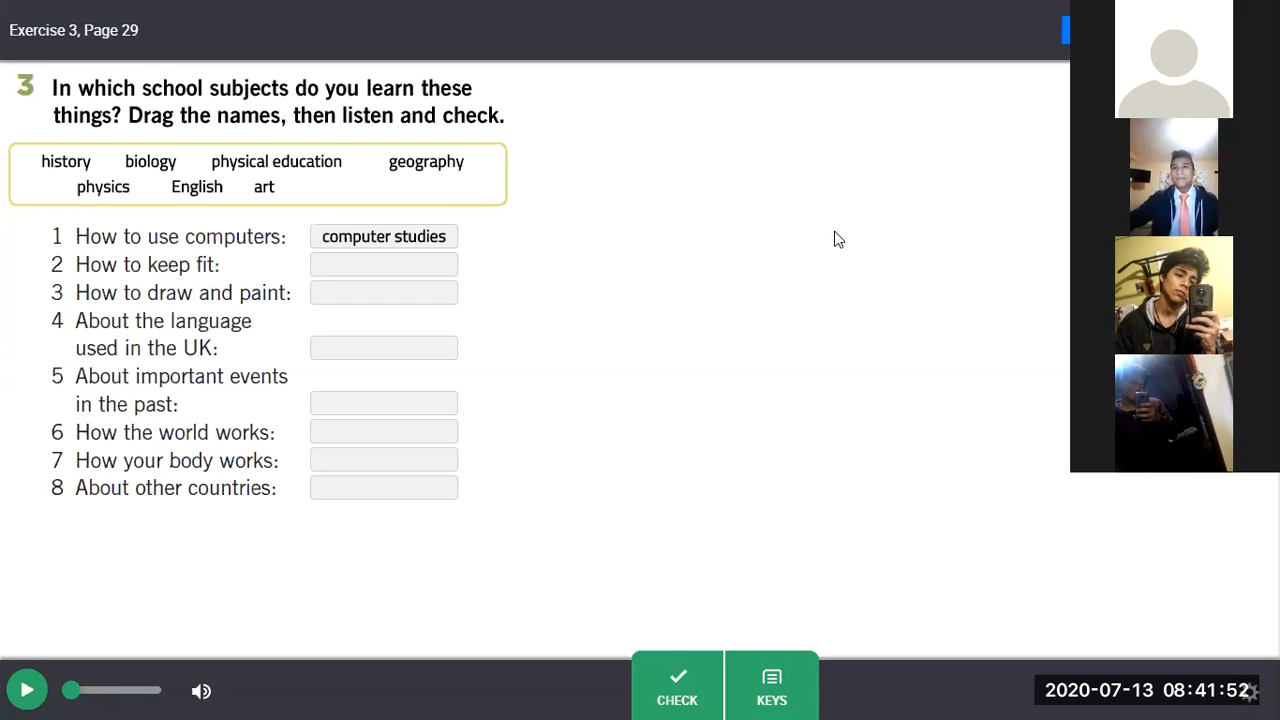 Exercise 3, Page 29
3 In which school subjects do you learn these
things? Drag the names, then listen and check.
history biology physical education geography
physics English art
1 How to use computers: computer studies
2 How to keep fit:
3 How to draw and paint:
4 About the language
used in the UK:
5 About important events
in the past:
6 How the world works:
7 How your body works:
8 About other countries:
CHECK KEYS
2020-07-13 08:41:52